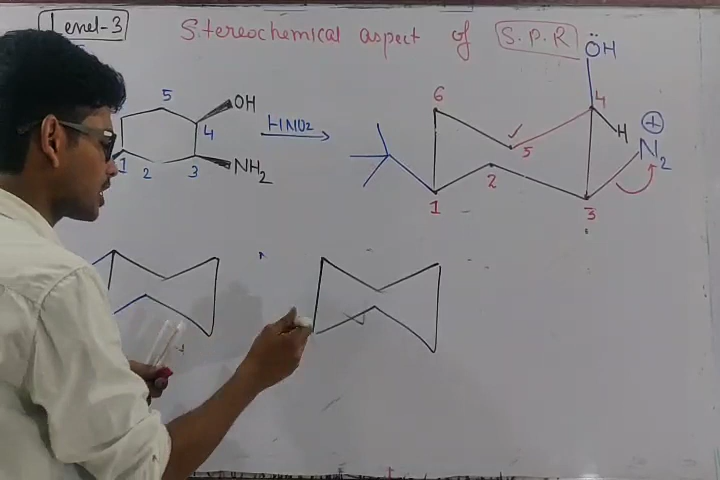 Level-3
Stereochemical aspect of S.P.R
5
OH
4
HNO2
1
2
3
NH2
ÖH
6
4
H
+
N2
5
2
1
3